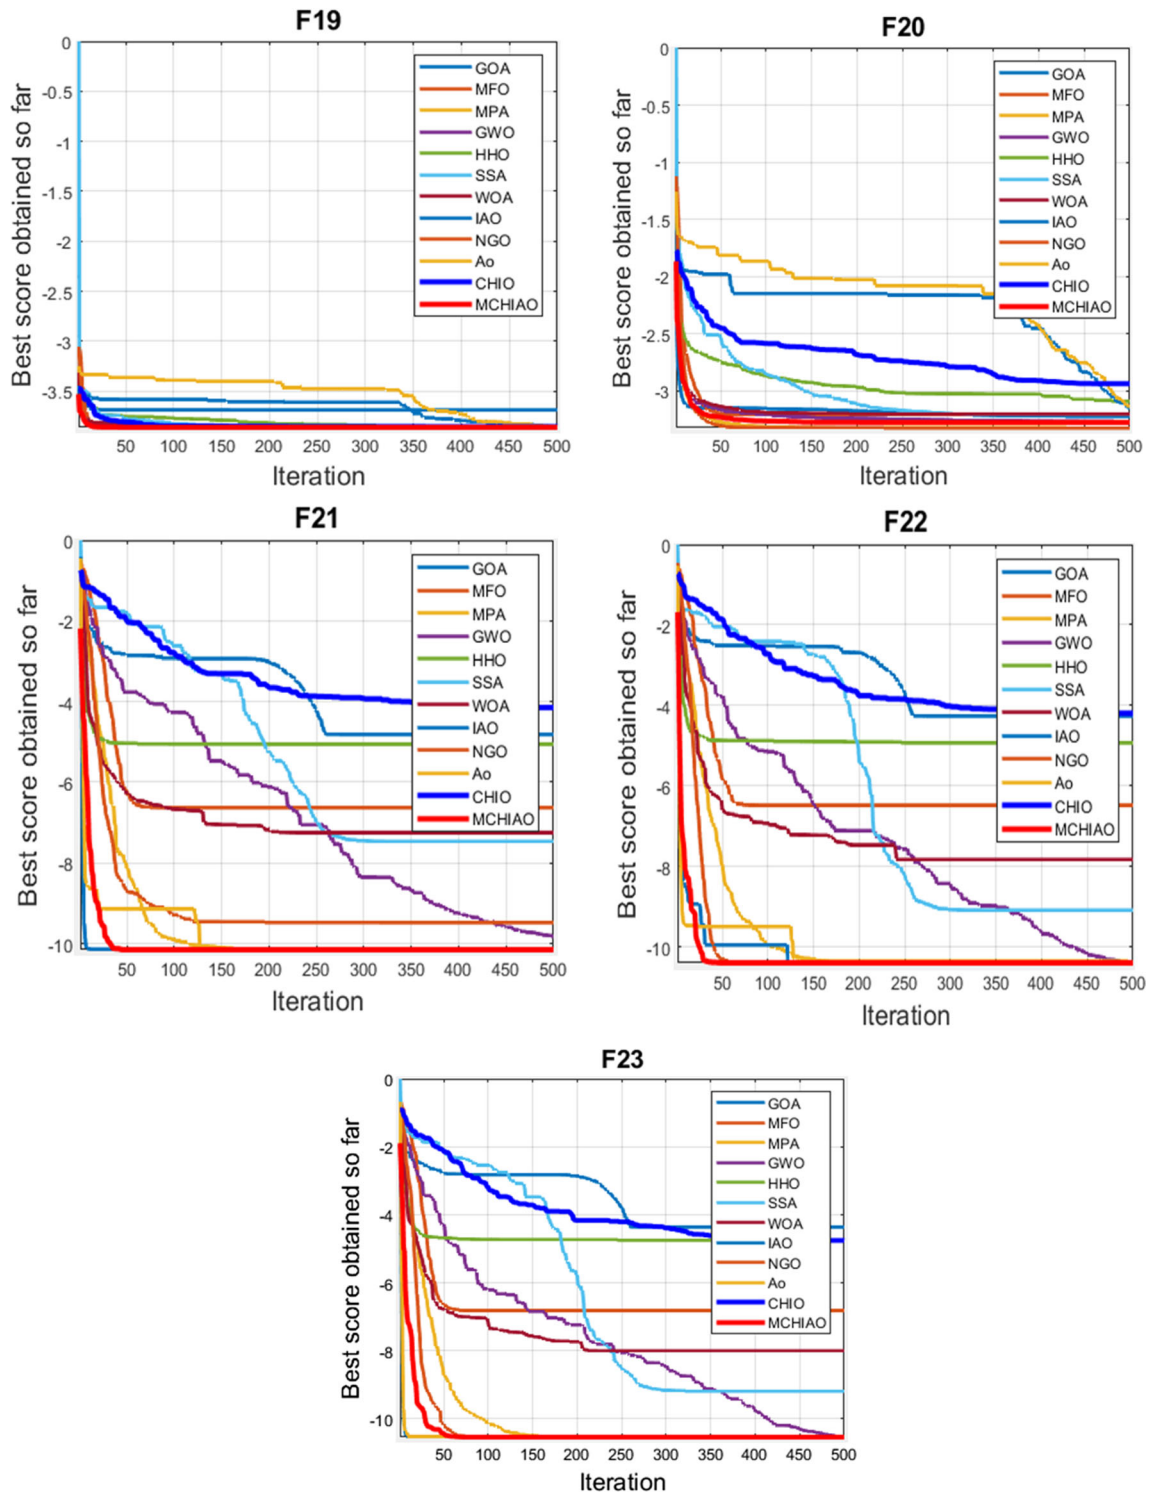 F19
0
-0.5
-1
-1.5
-2
-2.5
-3
-3.5
Best score obtained so far
50 100 150 200 250 300 350 400 450 500
Iteration
GOA
MFO
MPA
GWO
HHO
SSA
WOA
IAO
NGO
Ao
CHIO
MCHIAO
F20
0
-0.5
-1
-1.5
-2
-2.5
-3
Best score obtained so far
50 100 150 200 250 300 350 400 450 500
Iteration
GOA
MFO
MPA
GWO
HHO
SSA
WOA
IAO
NGO
Ao
CHIO
MCHIAO
F21
0
-2
-4
-6
-8
-10
Best score obtained so far
50 100 150 200 250 300 350 400 450 500
Iteration
GOA
MFO
MPA
GWO
HHO
SSA
WOA
IAO
NGO
Ao
CHIO
MCHIAO
F22
0
-2
-4
-6
-8
-10
Best score obtained so far
50 100 150 200 250 300 350 400 450 500
Iteration
GOA
MFO
MPA
GWO
HHO
SSA
WOA
IAO
NGO
Ao
CHIO
MCHIAO
F23
0
-2
-4
-6
-8
-10
Best score obtained so far
50 100 150 200 250 300 350 400 450 500
Iteration
GOA
MFO
MPA
GWO
HHO
SSA
WOA
IAO
NGO
Ao
CHIO
MCHIAO